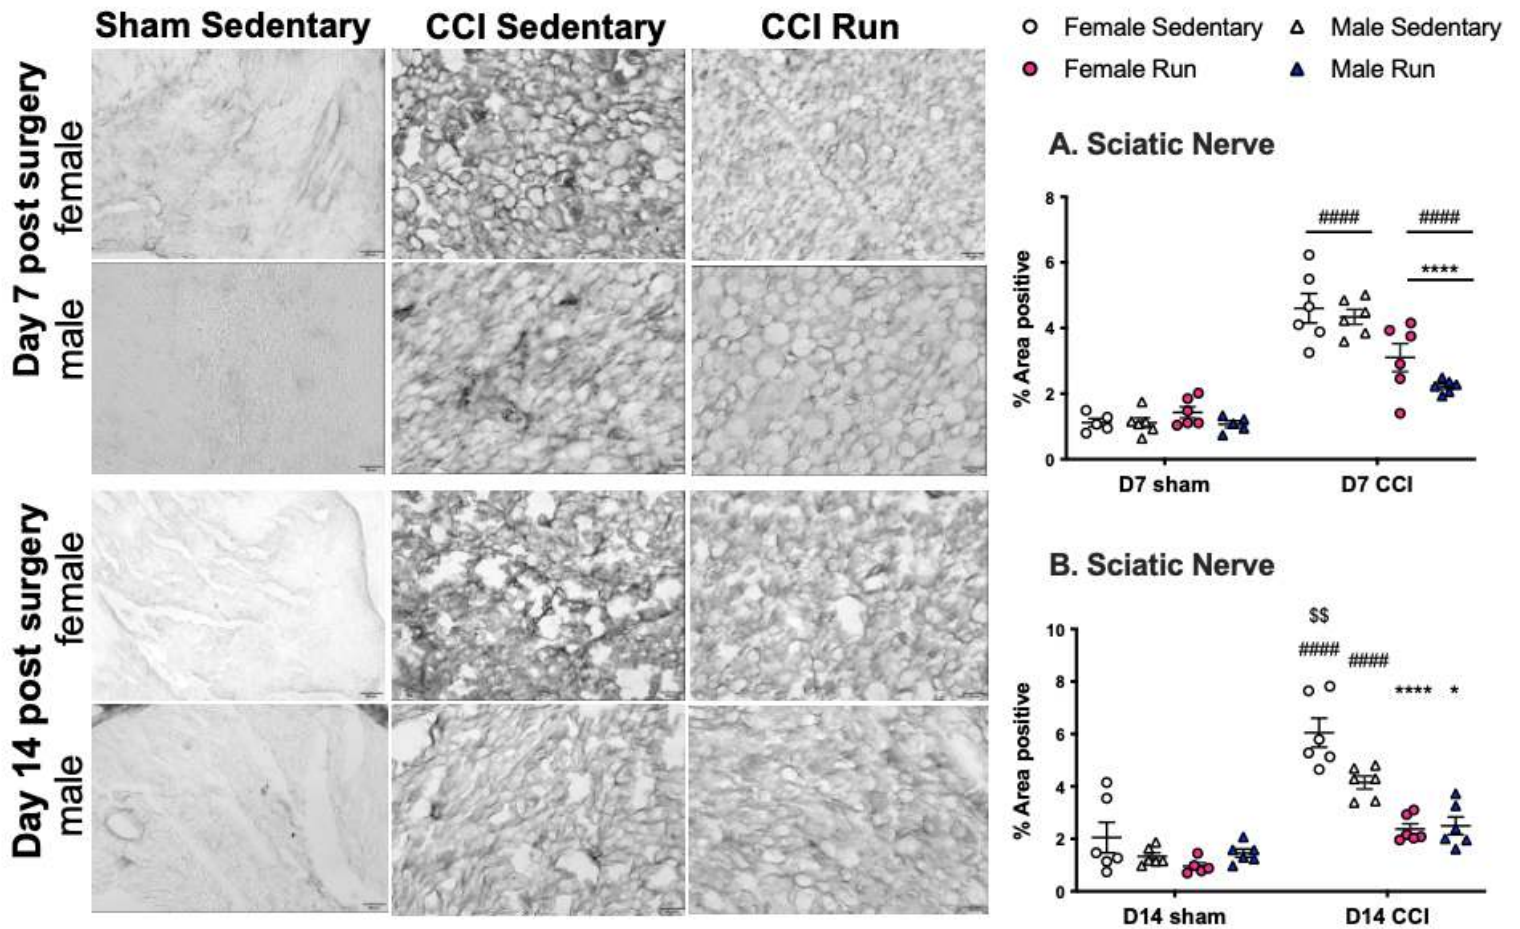 Sham Sedentary CCI Sedentary CCI Run
Day 7 post surgery
female
male
Day 14 post surgery
female
male
Female Sedentary Male Sedentary
Female Run Male Run
A. Sciatic Nerve
% Area positive
8
6
4
2
0
#### ####
****
D7 sham D7 CCI
B. Sciatic Nerve
% Area positive
10
8
6
4
2
0
$$
####
####
**** *
D14 sham D14 CCI